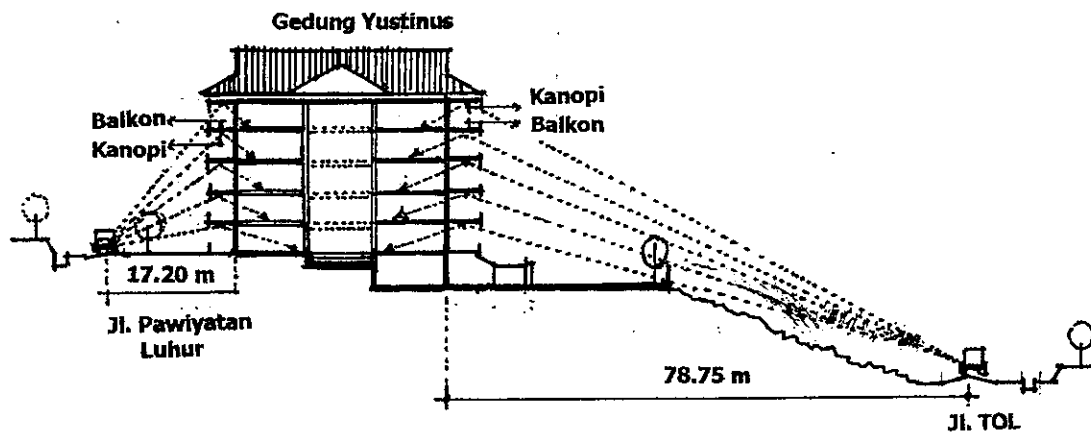 Gedung Yustinus
Balkon
Kanopi
Kanopi
Balkon
17.20 m
Jl. Pawiyatan
Luhur
78.75 m
Jl. TOL